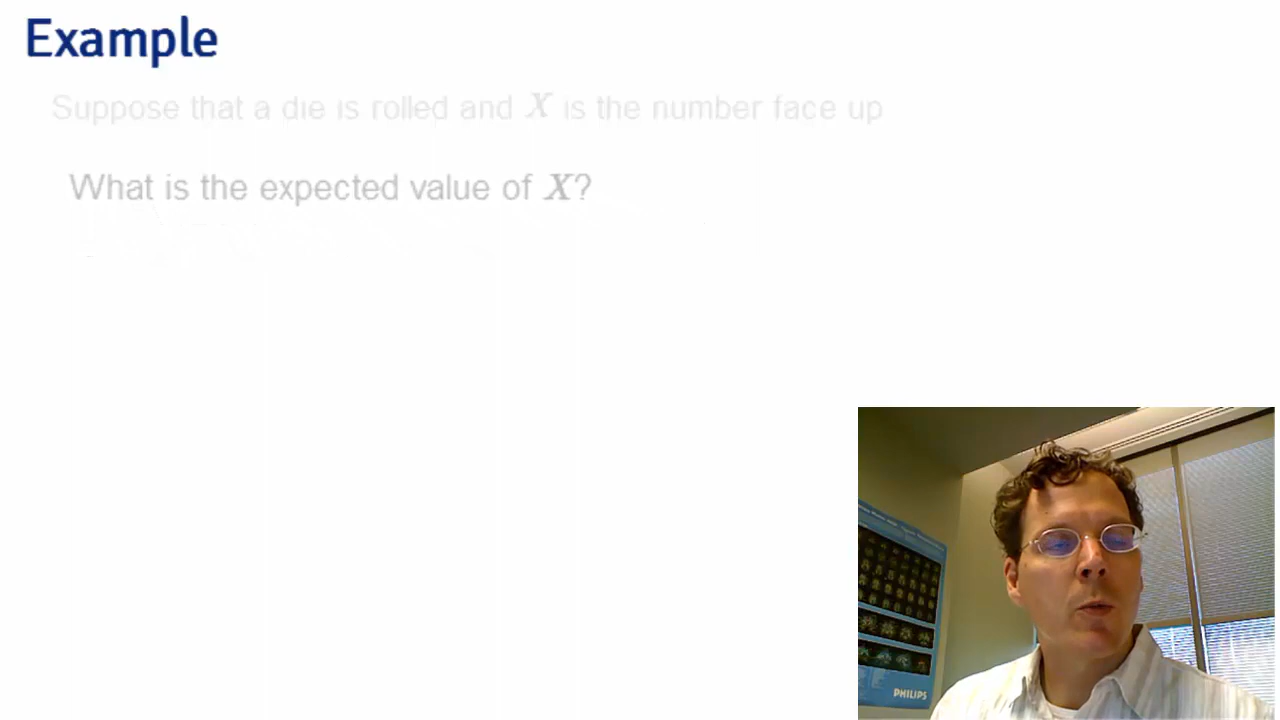 Example
Suppose that a die is rolled and X is the number face up
What is the expected value of X?
PHILIPS